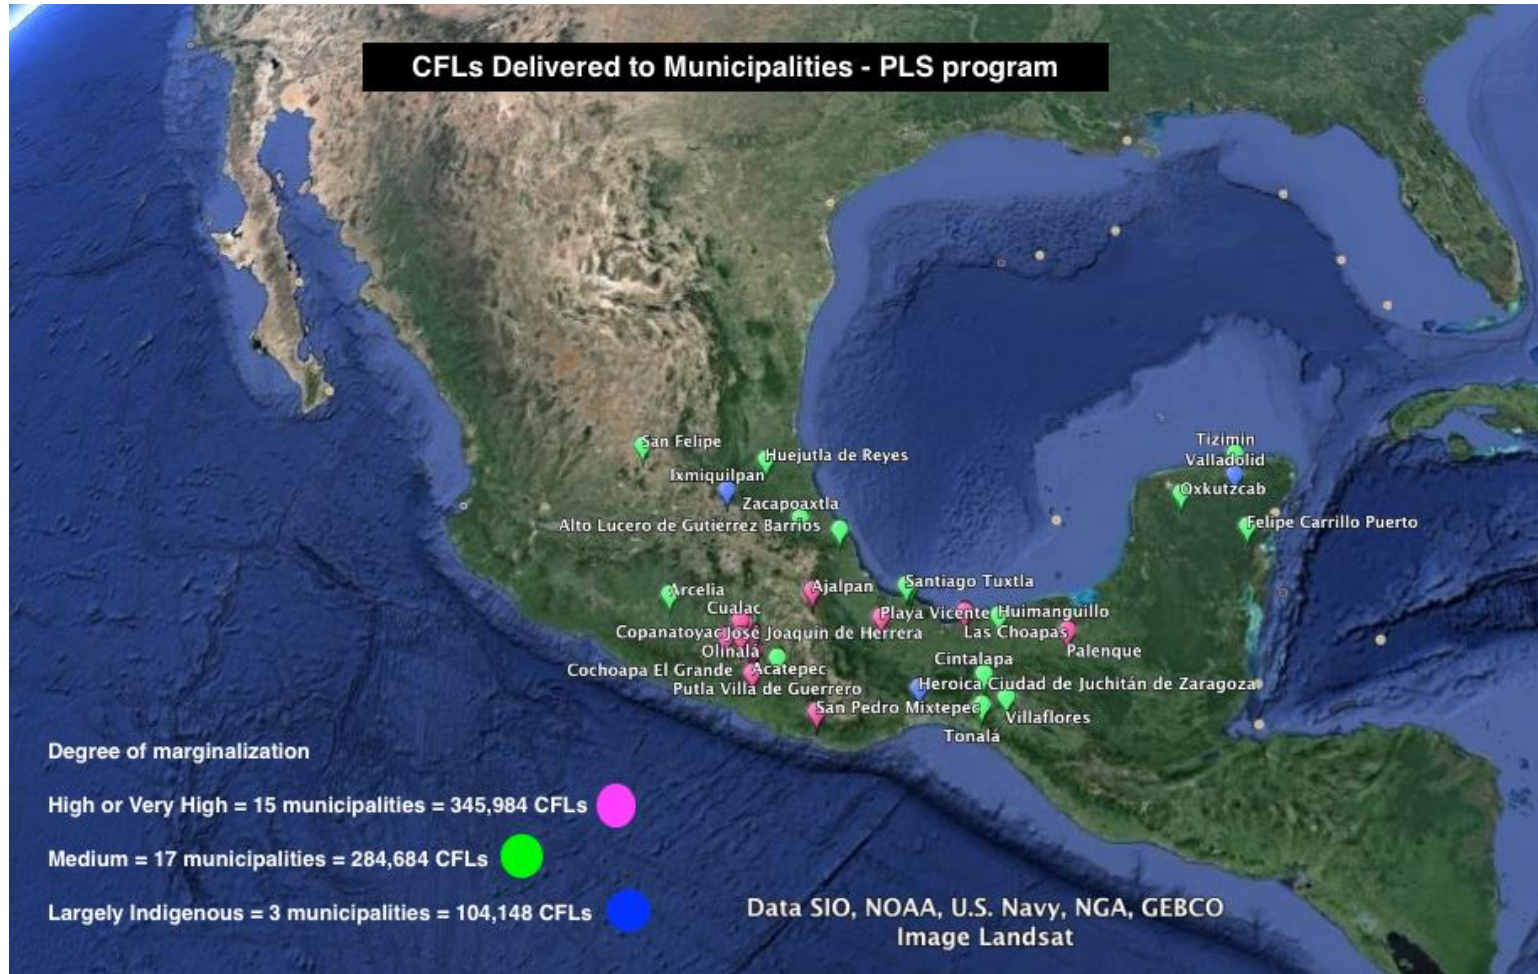 CFLs Delivered to Municipalities - PLS program
San Felipe
Huejutla de Reyes
Ixmiquilpan
Zacapoaxtla
Alto Lucero de Gutiérrez Barrios
Tizimin
Valladolid
Oxkutzcab
Felipe Carrillo Puerto
Arcelia
Ajalpan
Santiago Tuxtla
Cualac
Playa Vicente
Huimanguillo
Copanatoyac
José Joaquin de Herrera
Las Choapas
Olinalá
Palenque
Cochoapa El Grande
Acatepec
Cintalapa
Putla Villa de Guerrero
Heroica Ciudad de Juchitán de Zaragoza
San Pedro Mixtepec
Villaflores
Tonalá
Degree of marginalization
High or Very High = 15 municipalities = 345,984 CFLs
Medium = 17 municipalities = 284,684 CFLs
Largely Indigenous = 3 municipalities = 104,148 CFLs
Data SIO, NOAA, U.S. Navy, NGA, GEBCO
Image Landsat